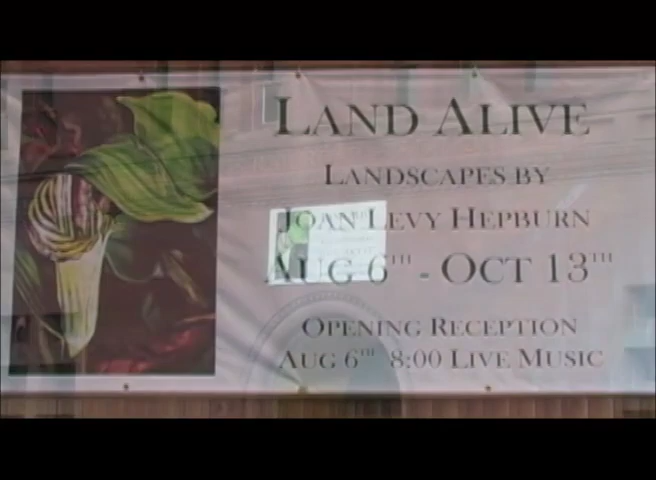 LAND ALIVE
LANDSCAPES BY
JOAN LEVY HEPBURN
AUG 6TH - OCT 13TH
OPENING RECEPTION
AUG 6TH 8:00 LIVE MUSIC